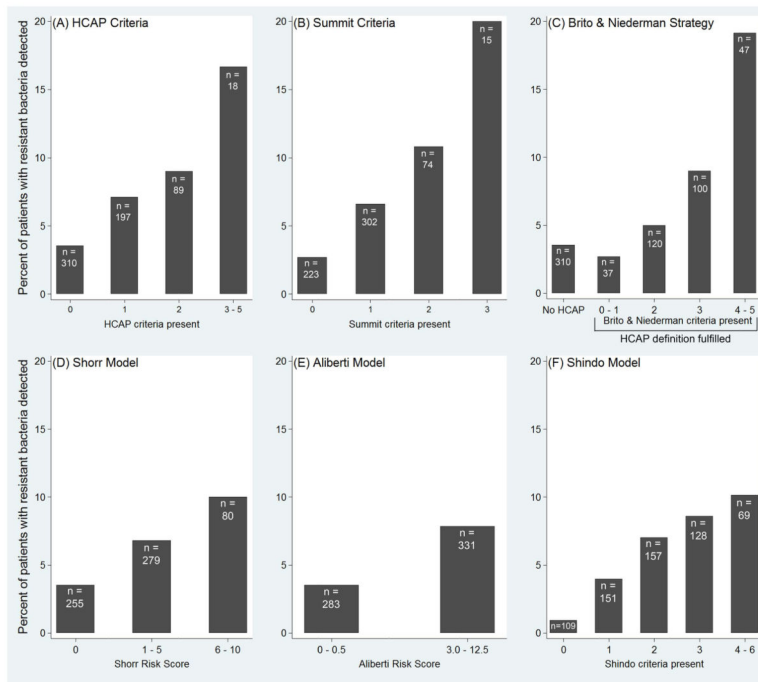 Percent of patients with resistant bacteria detected
(A) HCAP Criteria
20
15
10
5
0
n =
310
n =
197
n =
89
n =
18
0 1 2 3 - 5
HCAP criteria present
(B) Summit Criteria
20
15
10
5
0
n =
223
n =
302
n =
74
n =
15
0 1 2 3
Summit criteria present
(C) Brito & Niederman Strategy
20
15
10
5
0
n =
310
n =
37
n =
120
n =
100
n =
47
No HCAP 0 - 1 2 3 4 - 5
Brito & Niederman criteria present
HCAP definition fulfilled
Percent of patients with resistant bacteria detected
(D) Shorr Model
20
15
10
5
0
n =
255
n =
279
n =
80
0 1 - 5 6 - 10
Shorr Risk Score
(E) Aliberti Model
20
15
10
5
0
n =
283
n =
331
0 - 0.5 3.0 - 12.5
Aliberti Risk Score
(F) Shindo Model
20
15
10
5
0
n=109
n =
151
n =
157
n =
128
n =
69
0 1 2 3 4 - 6
Shindo criteria present